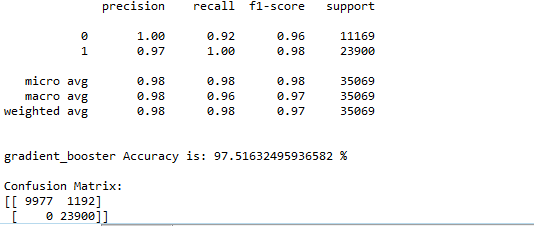 precision recall f1-score support
0 1.00 0.92 0.96 11169
1 0.97 1.00 0.98 23900
micro avg 0.98 0.98 0.98 35069
macro avg 0.98 0.96 0.97 35069
weighted avg 0.98 0.98 0.97 35069
gradient_booster Accuracy is: 97.51632495936582 %
Confusion Matrix:
[[ 9977 1192]
[ 0 23900]]